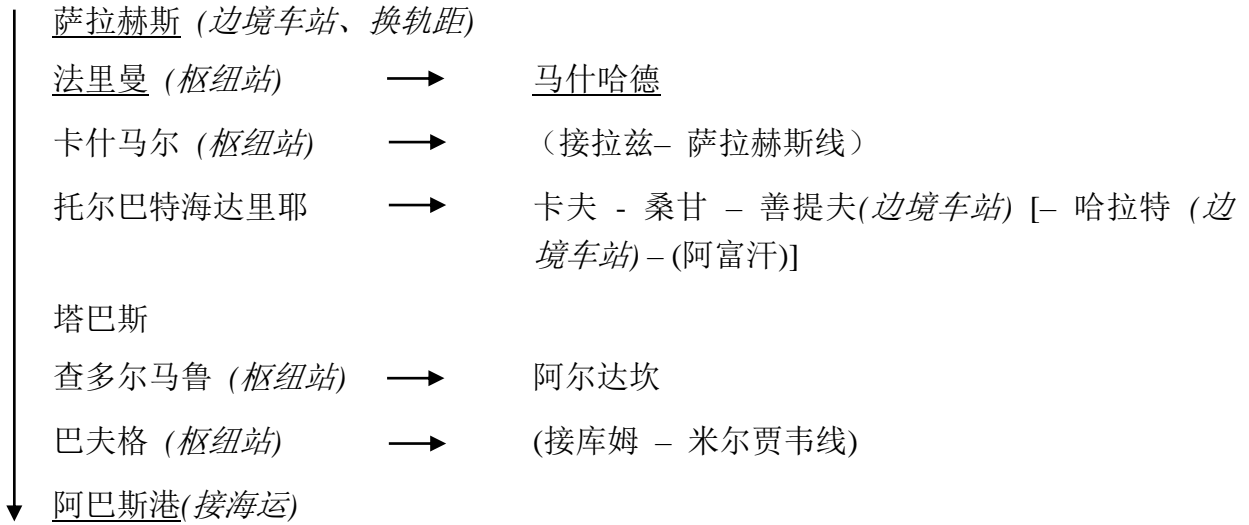 萨拉赫斯 (边境车站、换轨距)
法里曼 (枢纽站) → 马什哈德
卡什马尔 (枢纽站) → （接拉兹– 萨拉赫斯线）
托尔巴特海达里耶 → 卡夫 - 桑甘 – 善提夫(边境车站) [– 哈拉特 (边
境车站) – (阿富汗)]
塔巴斯
查多尔马鲁 (枢纽站) → 阿尔达坎
巴夫格 (枢纽站) → (接库姆 – 米尔贾韦线)
阿巴斯港(接海运)